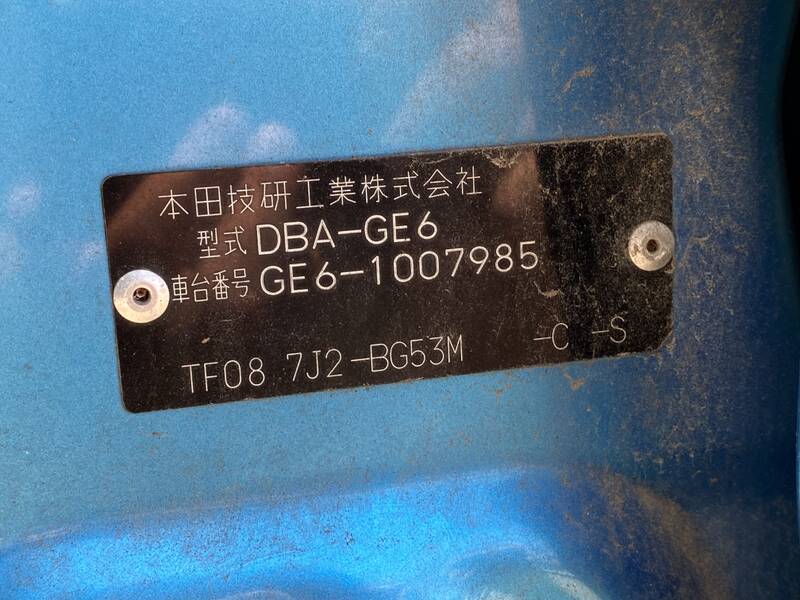 本田技研工業株式会社
型式 DBA-GE6
車台番号 GE6-1007985
TF08 7J2-BG53M -C -S